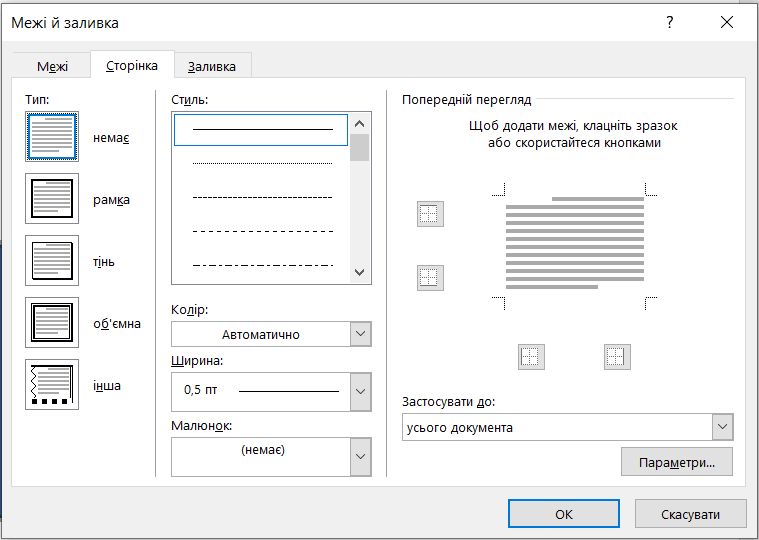 Межі й заливка
?
Межі
Сторінка
Заливка
Тип:
немає
рамка
тінь
об'ємна
інша
Стиль:
Колір:
Автоматично
Ширина:
0,5 пт
Малюнок:
(немає)
Попередній перегляд
Щоб додати межі, клацніть зразок
або скористайтеся кнопками
Застосувати до:
усього документа
Параметри...
ОК
Скасувати